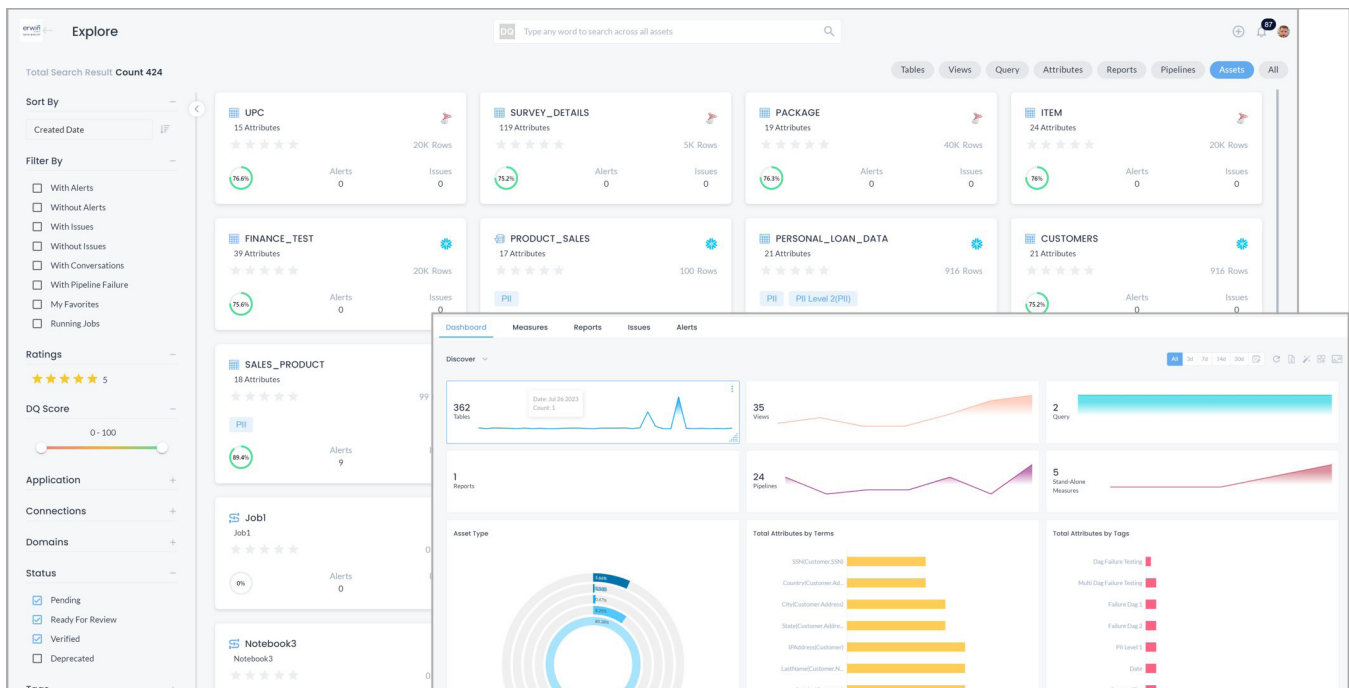 erwin
Explore
DQ Type any word to search across all assets
87
Total Search Result Count 424
Tables Views Query Attributes Reports Pipelines Assets All
Sort By
Created Date
Filter By
With Alerts
Without Alerts
With Issues
Without Issues
With Conversations
With Pipeline Failure
My Favorites
Running Jobs
Ratings
5
DQ Score
0 - 100
Application
Connections
Domains
Status
Pending
Ready For Review
Verified
Deprecated
Tags
UPC
15 Attributes
20K Rows
76.6%
Alerts
0
Issues
0
SURVEY_DETAILS
119 Attributes
5K Rows
75.2%
Alerts
0
Issues
0
PACKAGE
19 Attributes
40K Rows
76.3%
Alerts
0
Issues
0
ITEM
24 Attributes
20K Rows
76%
Alerts
0
Issues
0
FINANCE_TEST
39 Attributes
20K Rows
75.6%
Alerts
0
Issues
0
PRODUCT_SALES
17 Attributes
100 Rows
PII
PERSONAL_LOAN_DATA
21 Attributes
916 Rows
PII PII Level 2(PII)
CUSTOMERS
21 Attributes
916 Rows
75.2%
Alerts
0
Issues
0
SALES_PRODUCT
18 Attributes
99
PII
89.4%
Alerts
9
Job1
Job1
0
0%
Alerts
0
Notebook3
Notebook3
0
Dashboard Measures Reports Issues Alerts
Discover
All 3d 7d 14d 30d
362
Tables
Date: Jul 26 2023
Count: 1
35
Views
2
Query
1
Reports
24
Pipelines
5
Stand-Alone
Measures
Asset Type
Total Attributes by Terms
SSN(Customer.SSN)
Country(Customer.Ad...
City(Customer.Address)
State(Customer.Addre...
IPAddress(Customer)
LastName(Customer.N...
Total Attributes by Tags
Dag Failure Testing
Multi Dag Failure Testing
Failure Dag 1
Failure Dag 2
PII Level 1
Date